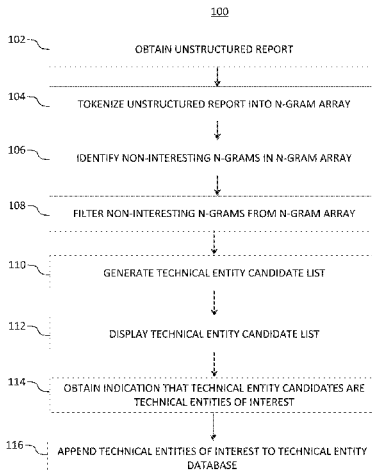 100
102
OBTAIN UNSTRUCTURED REPORT
104
TOKENIZE UNSTRUCTURED REPORT INTO N-GRAM ARRAY
106
IDENTIFY NON-INTERESTING N-GRAMS IN N-GRAM ARRAY
108
FILTER NON-INTERESTING N-GRAMS FROM N-GRAM ARRAY
110
GENERATE TECHNICAL ENTITY CANDIDATE LIST
112
DISPLAY TECHNICAL ENTITY CANDIDATE LIST
114
OBTAIN INDICATION THAT TECHNICAL ENTITY CANDIDATES ARE
TECHNICAL ENTITIES OF INTEREST
116
APPEND TECHNICAL ENTITIES OF INTEREST TO TECHNICAL ENTITY
DATABASE